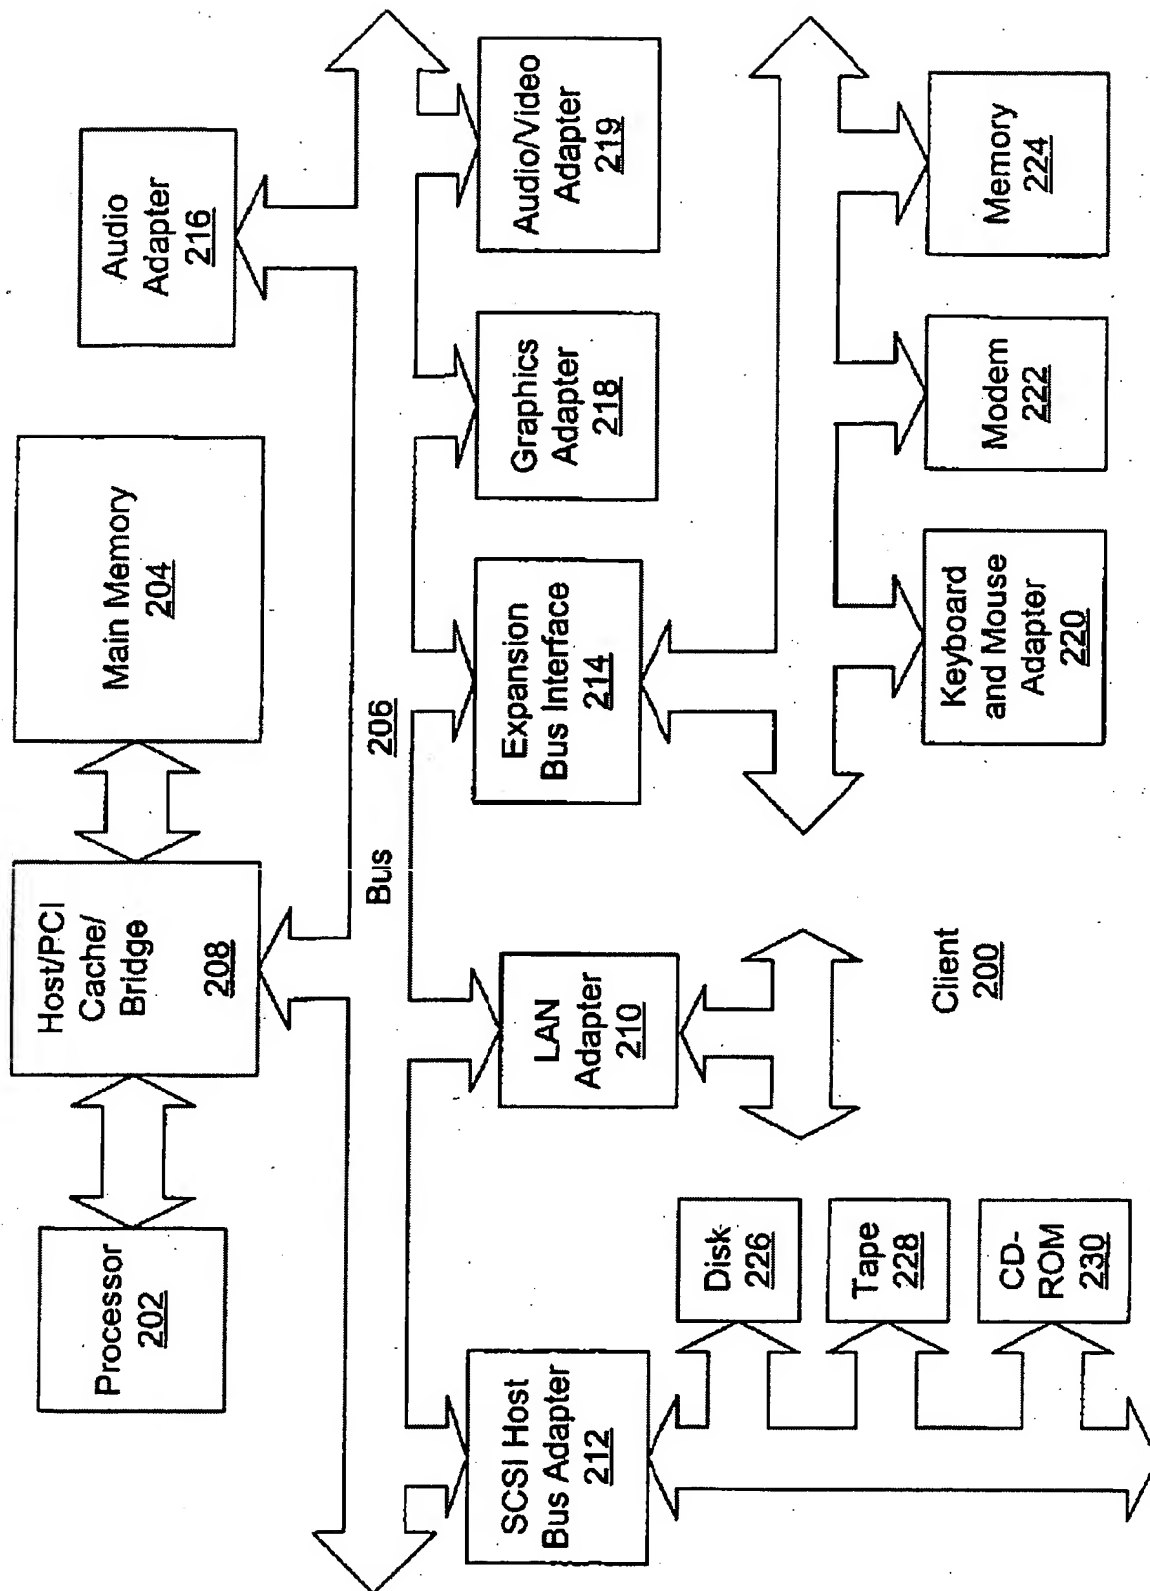 Processor
202
Host/PCI
Cache/
Bridge
208
Main Memory
204
Audio
Adapter
216
Bus
206
SCSI Host
Bus Adapter
212
LAN
Adapter
210
Expansion
Bus Interface
214
Graphics
Adapter
218
Audio/Video
Adapter
219
Disk
226
Tape
228
CD-
ROM
230
Client
200
Keyboard
and Mouse
Adapter
220
Modem
222
Memory
224